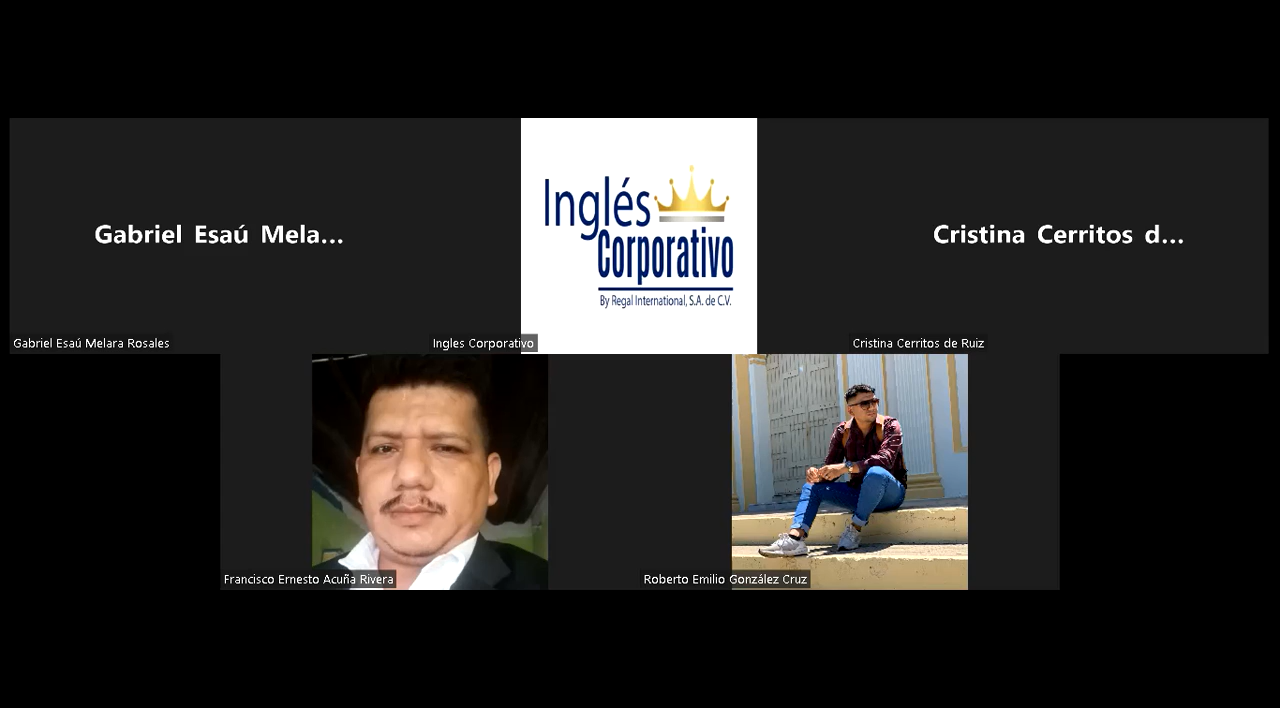 Gabriel Esaú Mela...
Inglés
Corporativo
By Regal International, S.A. de C.V.
Cristina Cerritos d...
Gabriel Esaú Melara Rosales
Ingles Corporativo
Cristina Cerritos de Ruiz
Francisco Ernesto Acuña Rivera
Roberto Emilio González Cruz